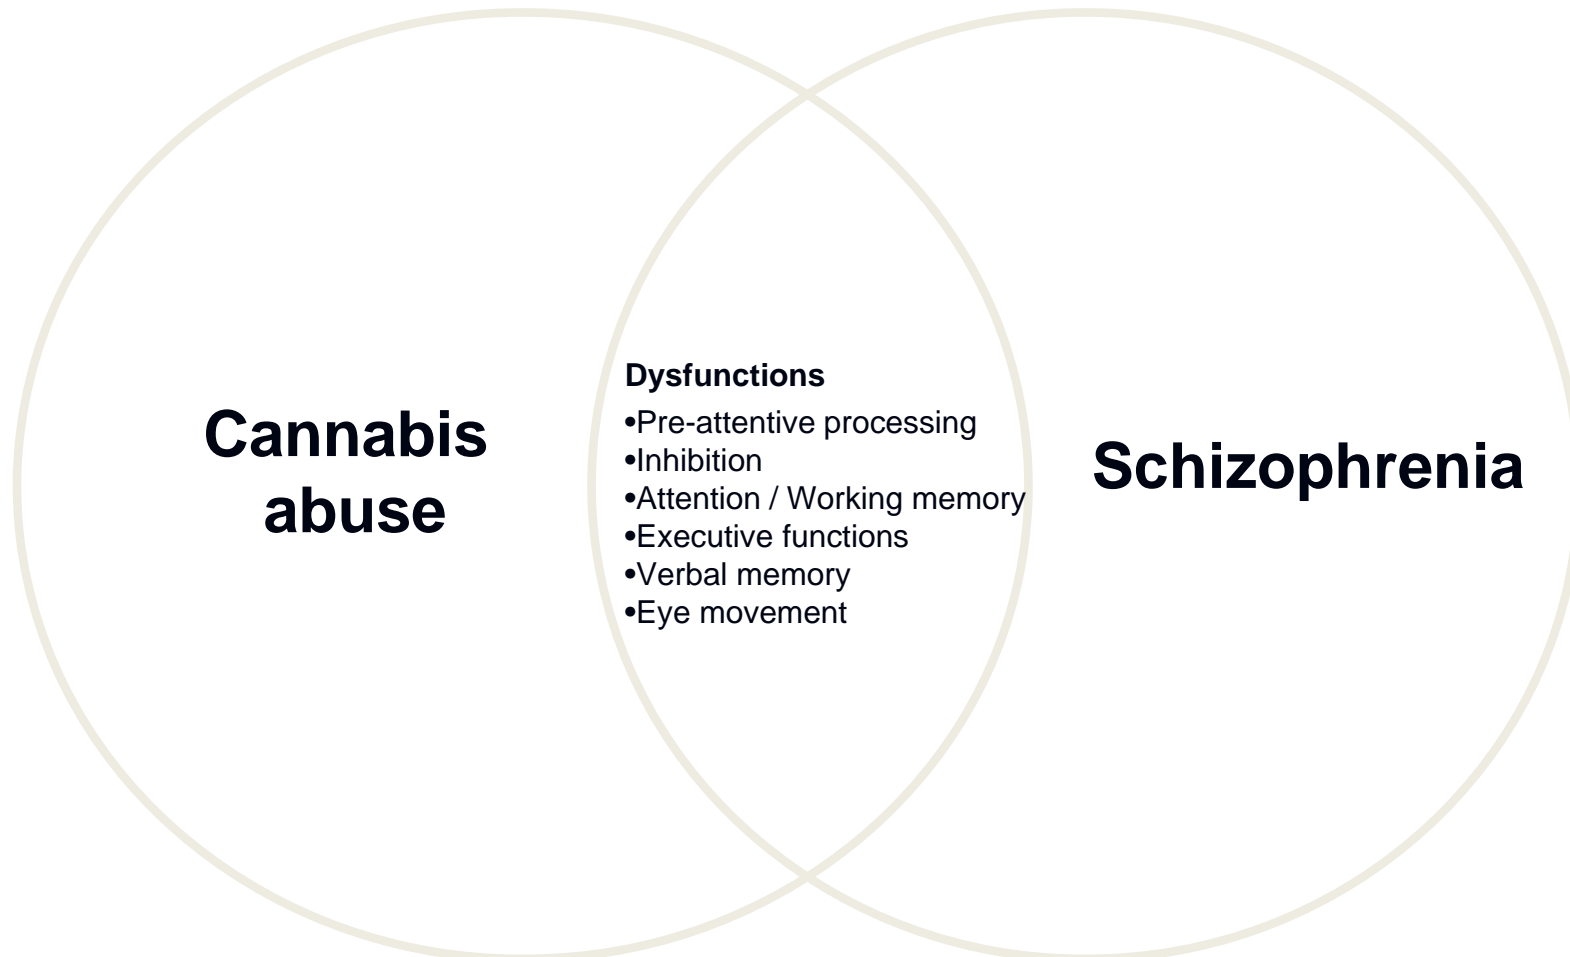 Cannabis
abuse
Dysfunctions
•Pre-attentive processing
•Inhibition
•Attention / Working memory
•Executive functions
•Verbal memory
•Eye movement
Schizophrenia